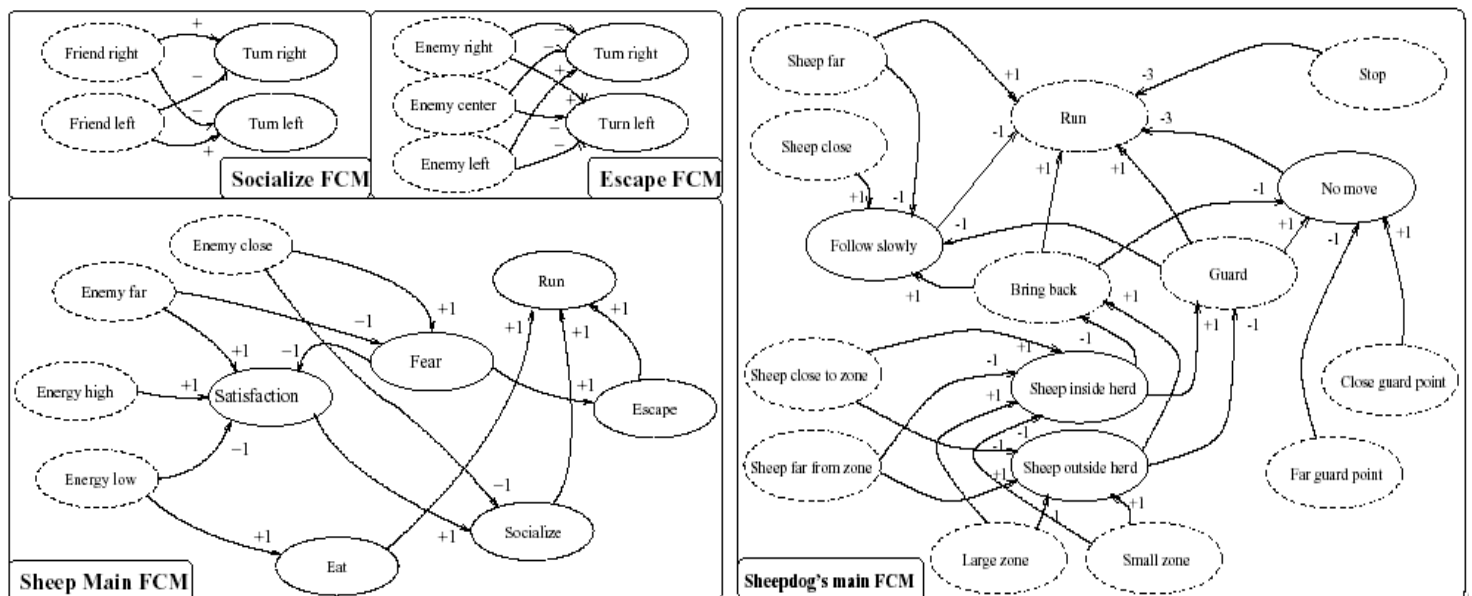 Friend right
+
Turn right
–
–
Friend left
Turn left
+
Socialize FCM
Enemy right
–
Turn right
–
+
Enemy center
+
Turn left
–
Enemy left
–
Escape FCM
Enemy close
Enemy far
Run
+1
+1
+1
+1
–1
Fear
+1
–1
Energy high
+1
Satisfaction
+1
Escape
–1
Energy low
–1
Socialize
+1
+1
Eat
Sheep Main FCM
Sheep far
+1
-3
Stop
Run
-3
Sheep close
-1
+1
+1
No move
-1
+1
-1
-1
+1
-1
+1
Follow slowly
Guard
+1
Bring back
+1
-1
+1
-1
Sheep close to zone
+1
-1
Sheep inside herd
Close guard point
+1
-1
Sheep far from zone
-1
Sheep outside herd
+1
Far guard point
-1
+1
Large zone
Small zone
Sheepdog's main FCM